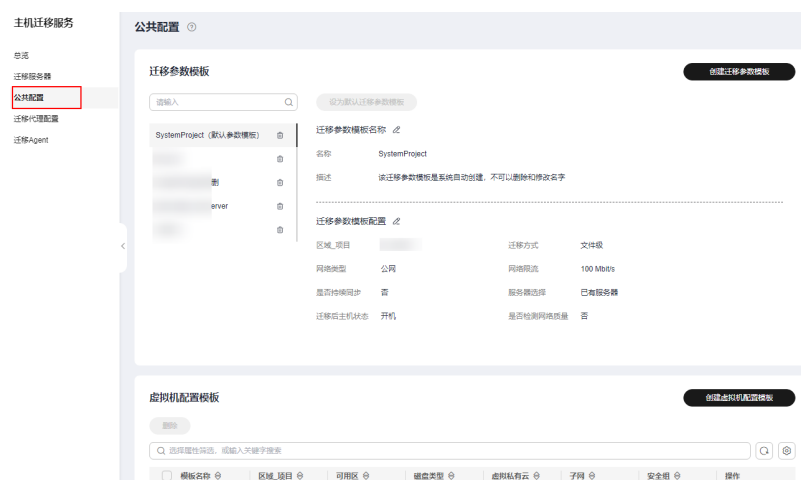 主机迁移服务
总览
迁移服务器
公共配置
迁移代理配置
迁移Agent
公共配置
迁移参数模板
创建迁移参数模板
请输入
设为默认迁移参数模板
SystemProject（默认参数模板）
删
erver
迁移参数模板名称
名称 SystemProject
描述 该迁移参数模板是系统自动创建，不可以删除和修改名字
迁移参数模板配置
区域_项目
迁移方式 文件级
网络类型 公网
网络限流 100 Mbit/s
是否持续同步 否
服务器选择 已有服务器
迁移后主机状态 开机
是否检测网络质量 否
虚拟机配置模板
创建虚拟机配置模板
删除
选择属性筛选，或输入关键字搜索
模板名称 区域_项目 可用区 磁盘类型 虚拟私有云 子网 安全组 操作